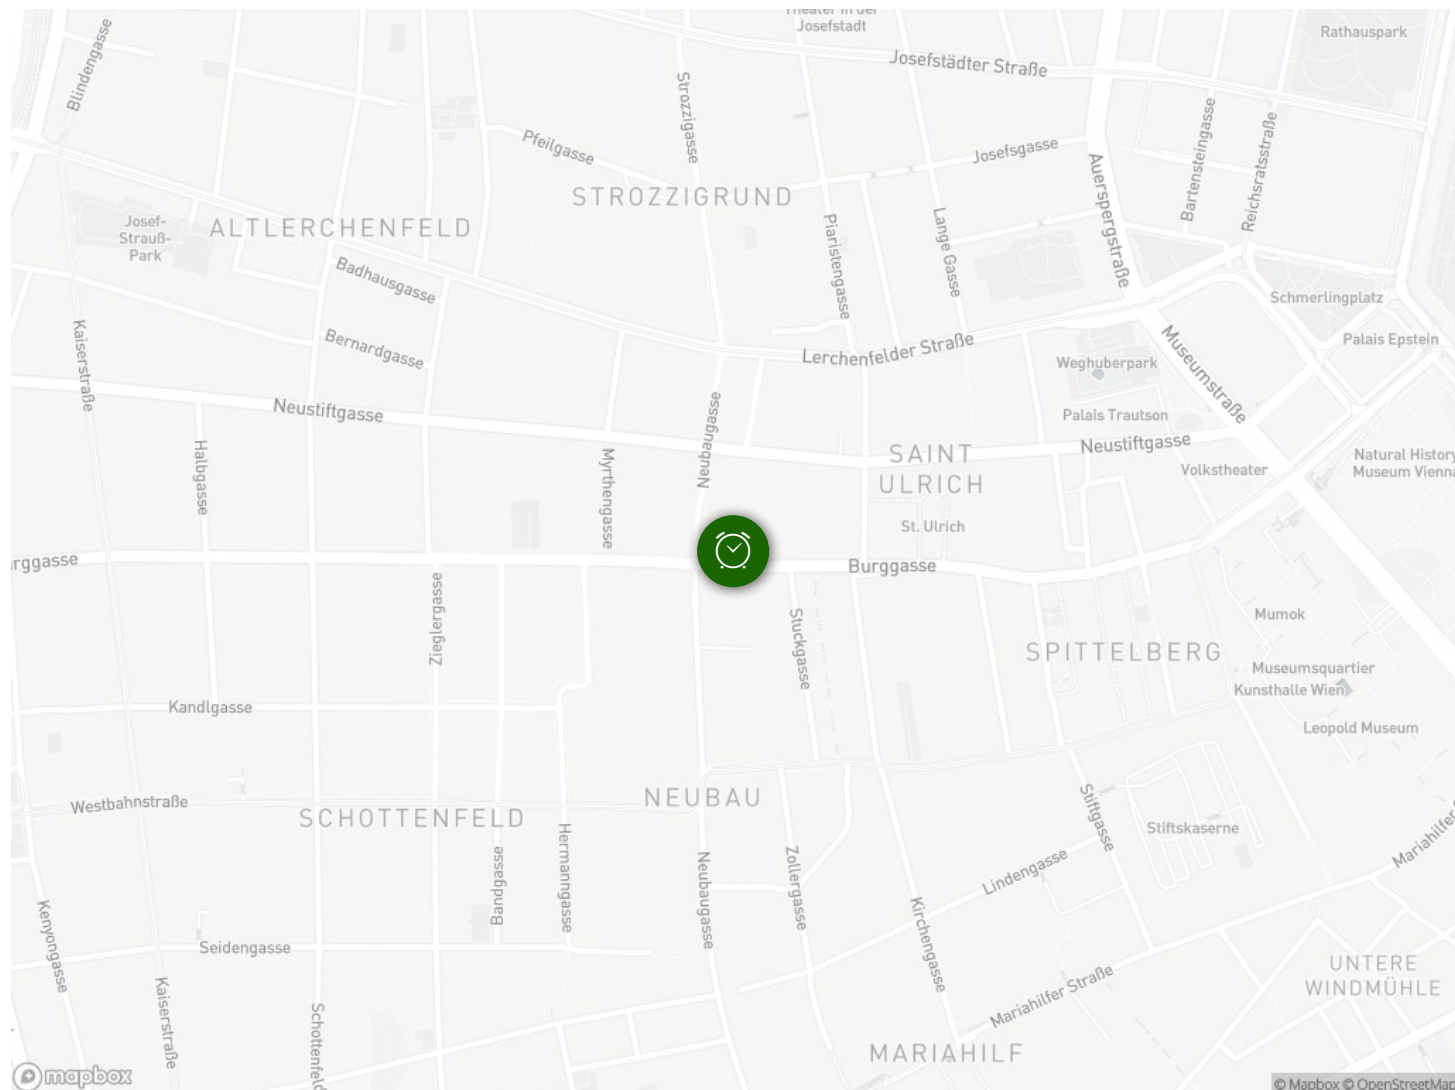 Theater in der
Josefstadt
Rathauspark
Blindengasse
Josefstädter Straße
Strozzigasse
Pfeilgasse
Josefsgasse
Bartensteingasse
Reichsratsstraße
Auerspergstraße
STROZZIGRUND
ALTLERCHENFELD
Josef-
Strauß-
Park
Piaristengasse
Lange Gasse
Badhausgasse
Schmerlingplatz
Kaiserstraße
Bernardgasse
Lerchenfelder Straße
Palais Epstein
Museumstraße
Weghuberpark
Neustiftgasse
Palais Trautson
Neubaugasse
Neustiftgasse
Halbgasse
Myrthengasse
SAINT
ULRICH
Volkstheater
Natural History
Museum Vienna
St. Ulrich
rggasse
Burggasse
Zieglergasse
Stuckgasse
Mumok
SPITTELBERG
Museumsquartier
Kunsthalle Wien
Kandlgasse
Leopold Museum
Westbahnstraße
NEUBAU
SCHOTTENFELD
Stiftgasse
Stiftskaserne
Mariahilfer
Hermanngasse
Bandgasse
Neubaugasse
Zollergasse
Lindengasse
Kirchengasse
Kenyongasse
Seidengasse
Kaiserstraße
Schottenfeld
Mariahilfer Straße
UNTERE
WINDMÜHLE
MARIAHILF
mapbox
© Mapbox © OpenStreetMap